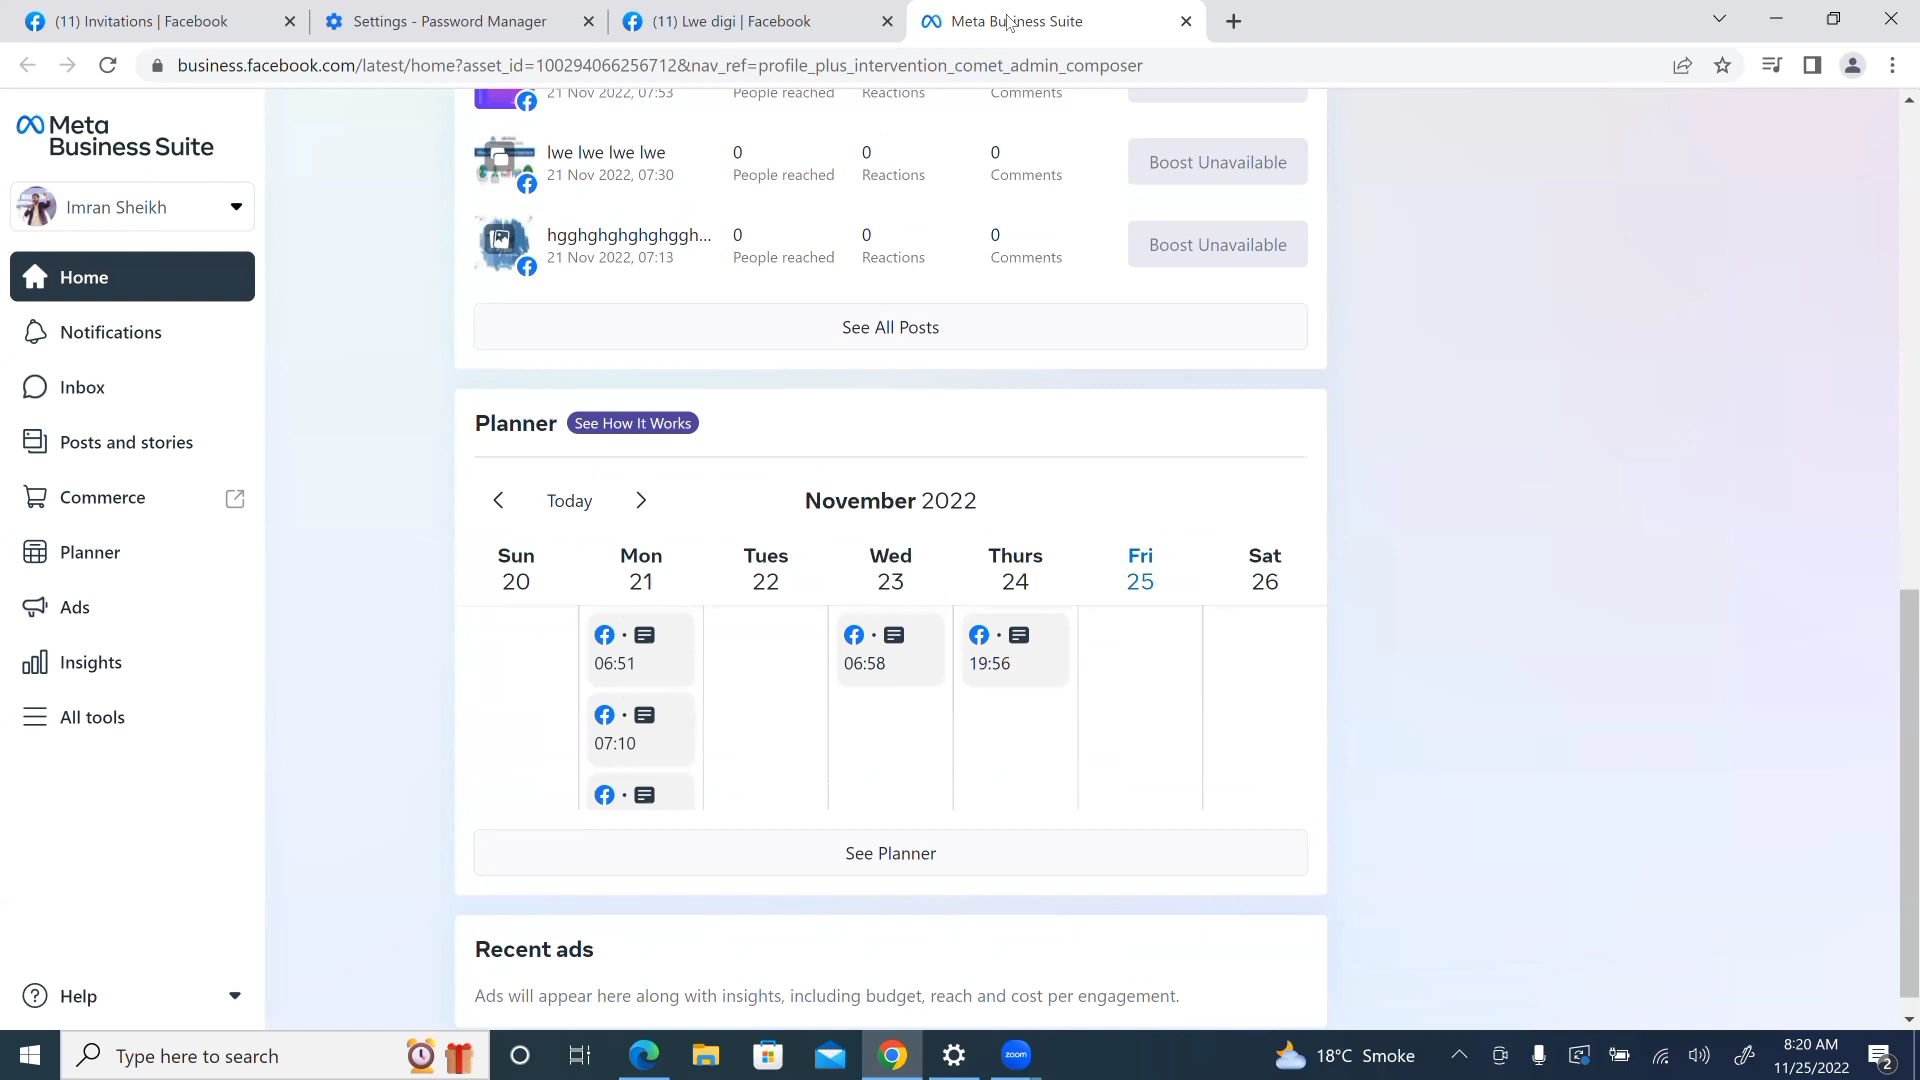 (11) Invitations | Facebook
Settings - Password Manager
(11) Lwe digi | Facebook
Meta Business Suite
business.facebook.com/latest/home?asset_id=100294066256712&nav_ref=profile_plus_intervention_comet_admin_composer
Meta
Business Suite
Imran Sheikh
Home
Notifications
Inbox
Posts and stories
Commerce
Planner
Ads
Insights
All tools
Help
21 Nov 2022, 07:53 People reached Reactions Comments
lwe lwe lwe lwe 0 0 0 Boost Unavailable
21 Nov 2022, 07:30 People reached Reactions Comments
hgghghghghghggh... 0 0 0 Boost Unavailable
21 Nov 2022, 07:13 People reached Reactions Comments
See All Posts
Planner See How It Works
Today November 2022
Sun Mon Tues Wed Thurs Fri Sat
20 21 22 23 24 25 26
06:51 06:58 19:56
07:10
See Planner
Recent ads
Ads will appear here along with insights, including budget, reach and cost per engagement.
Type here to search
zoom
18°C Smoke
8:20 AM
11/25/2022
2